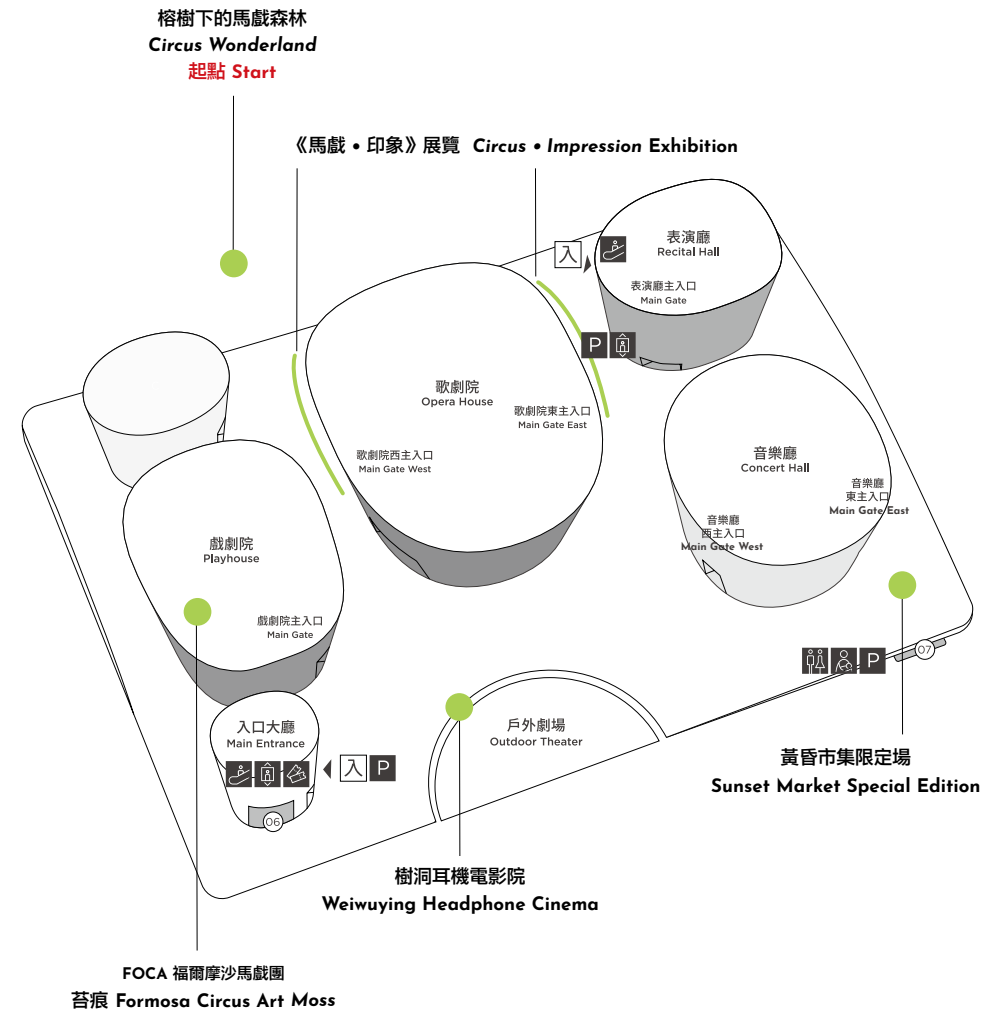 榕樹下的馬戲森林
Circus Wonderland
起點 Start
《馬戲 • 印象》展覽 Circus • Impression Exhibition
入
表演廳
Recital Hall
表演廳主入口
Main Gate
P
歌劇院
Opera House
歌劇院東主入口
Main Gate East
歌劇院西主入口
Main Gate West
音樂廳
Concert Hall
音樂廳
東主入口
Main Gate East
音樂廳
西主入口
Main Gate West
戲劇院
Playhouse
戲劇院主入口
Main Gate
P
07
入口大廳
Main Entrance
入 P
06
戶外劇場
Outdoor Theater
黃昏市集限定場
Sunset Market Special Edition
樹洞耳機電影院
Weiwuying Headphone Cinema
FOCA 福爾摩沙馬戲團
苔痕 Formosa Circus Art Moss